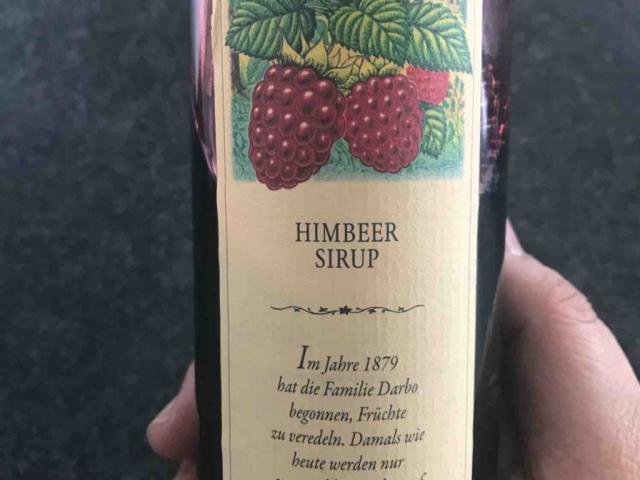 HIMBEER
SIRUP
Im Jahre 1879
hat die Familie Darbo
begonnen, Früchte
zu veredeln. Damals wie
heute werden nur